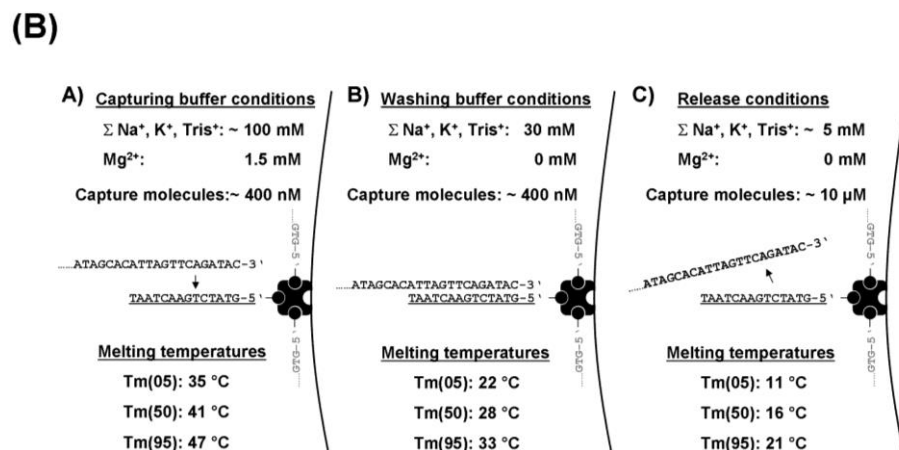 (B)
A) Capturing buffer conditions
Σ Na⁺, K⁺, Tris⁺: ~ 100 mM
Mg²⁺: 1.5 mM
Capture molecules:~ 400 nM
......GTG-5'
......ATAGCACATTAGTTCAGATAC-3'
TAATCAAGTCTATG-5'
'5-GTG......
Melting temperatures
Tm(05): 35 °C
Tm(50): 41 °C
Tm(95): 47 °C
B) Washing buffer conditions
Σ Na⁺, K⁺, Tris⁺: 30 mM
Mg²⁺: 0 mM
Capture molecules:~ 400 nM
......GTG-5'
......ATAGCACATTAGTTCAGATAC-3'
TAATCAAGTCTATG-5'
'5-GTG......
Melting temperatures
Tm(05): 22 °C
Tm(50): 28 °C
Tm(95): 33 °C
C) Release conditions
Σ Na⁺, K⁺, Tris⁺: ~ 5 mM
Mg²⁺: 0 mM
Capture molecules: ~ 10 µM
......GTG-5'
......ATAGCACATTAGTTCAGATAC-3'
TAATCAAGTCTATG-5'
'5-GTG......
Melting temperatures
Tm(05): 11 °C
Tm(50): 16 °C
Tm(95): 21 °C